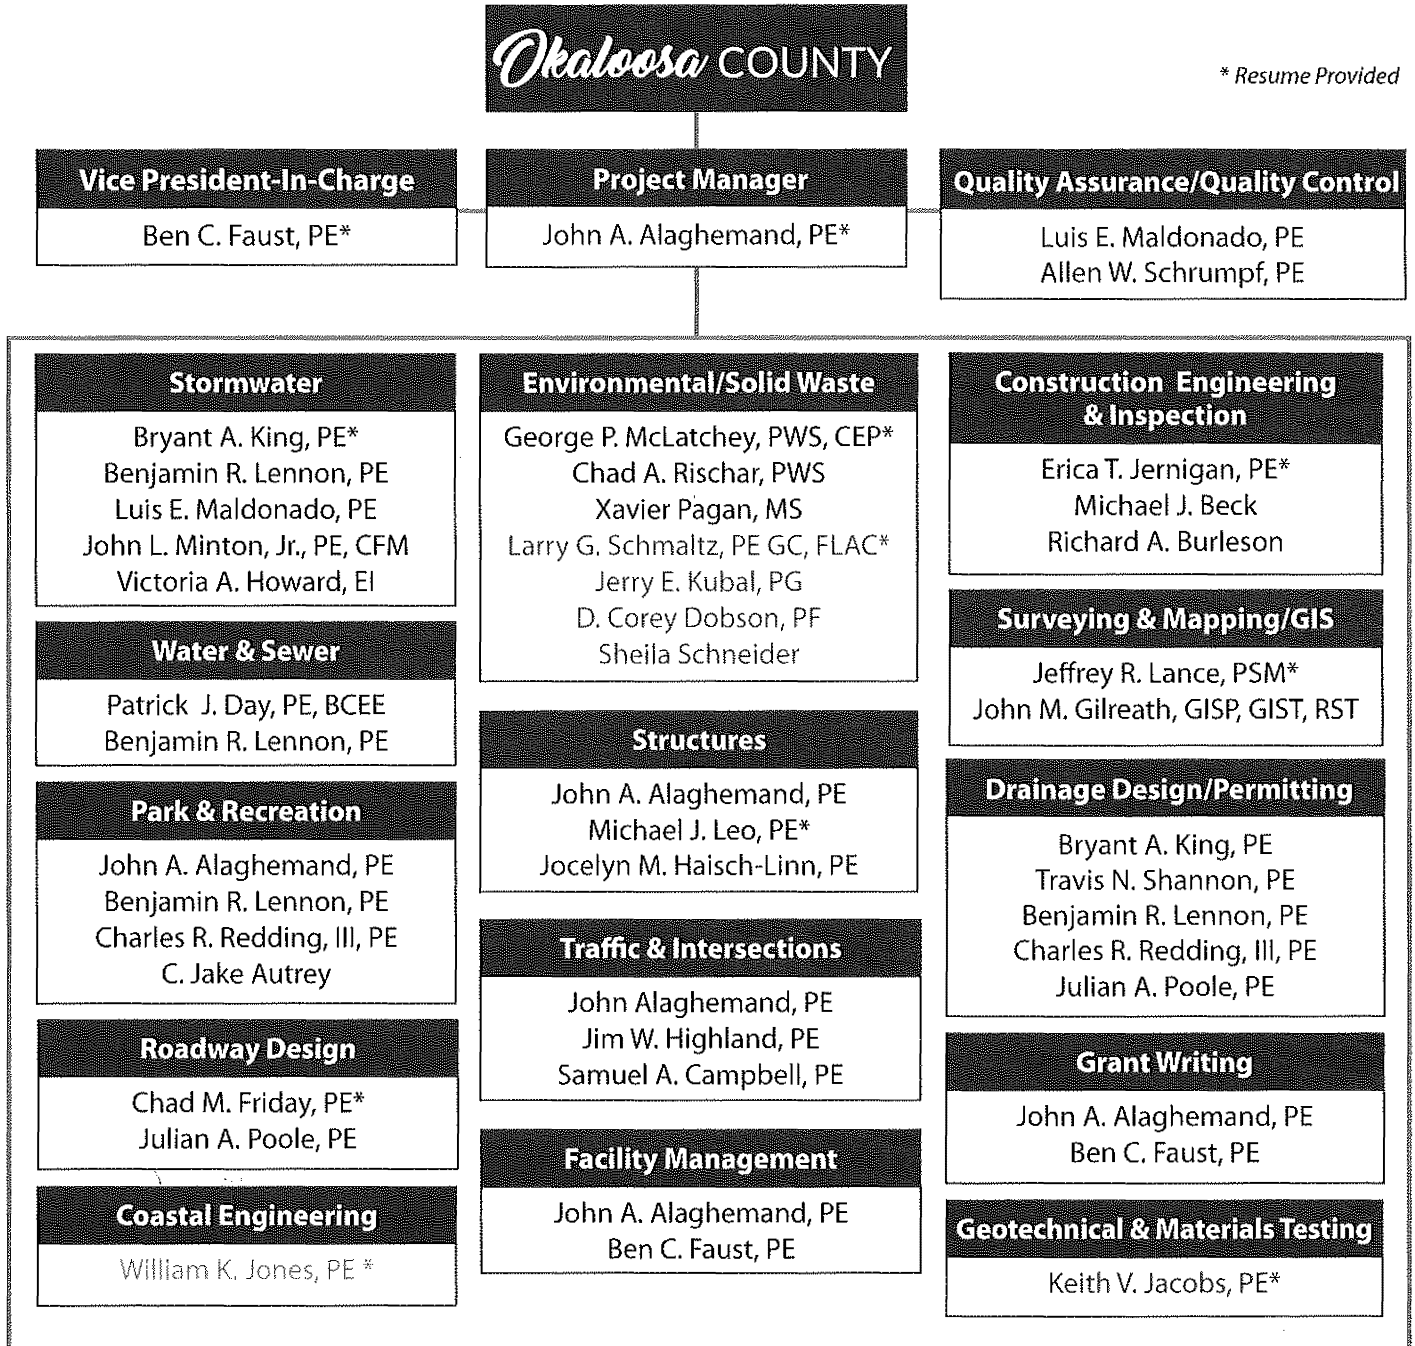 Okaloosa COUNTY
* Resume Provided
Vice President-In-Charge
Ben C. Faust, PE*
Project Manager
John A. Alaghemand, PE*
Quality Assurance/Quality Control
Luis E. Maldonado, PE
Allen W. Schrumpf, PE
Stormwater
Bryant A. King, PE*
Benjamin R. Lennon, PE
Luis E. Maldonado, PE
John L. Minton, Jr., PE, CFM
Victoria A. Howard, EI
Water & Sewer
Patrick J. Day, PE, BCEE
Benjamin R. Lennon, PE
Park & Recreation
John A. Alaghemand, PE
Benjamin R. Lennon, PE
Charles R. Redding, III, PE
C. Jake Autrey
Roadway Design
Chad M. Friday, PE*
Julian A. Poole, PE
Coastal Engineering
William K. Jones, PE *
Environmental/Solid Waste
George P. McLatchey, PWS, CEP*
Chad A. Rischar, PWS
Xavier Pagan, MS
Larry G. Schmaltz, PE GC, FLAC*
Jerry E. Kubal, PG
D. Corey Dobson, PF
Sheila Schneider
Structures
John A. Alaghemand, PE
Michael J. Leo, PE*
Jocelyn M. Haisch-Linn, PE
Traffic & Intersections
John Alaghemand, PE
Jim W. Highland, PE
Samuel A. Campbell, PE
Facility Management
John A. Alaghemand, PE
Ben C. Faust, PE
Construction Engineering
& Inspection
Erica T. Jernigan, PE*
Michael J. Beck
Richard A. Burleson
Surveying & Mapping/GIS
Jeffrey R. Lance, PSM*
John M. Gilreath, GISP, GIST, RST
Drainage Design/Permitting
Bryant A. King, PE
Travis N. Shannon, PE
Benjamin R. Lennon, PE
Charles R. Redding, III, PE
Julian A. Poole, PE
Grant Writing
John A. Alaghemand, PE
Ben C. Faust, PE
Geotechnical & Materials Testing
Keith V. Jacobs, PE*